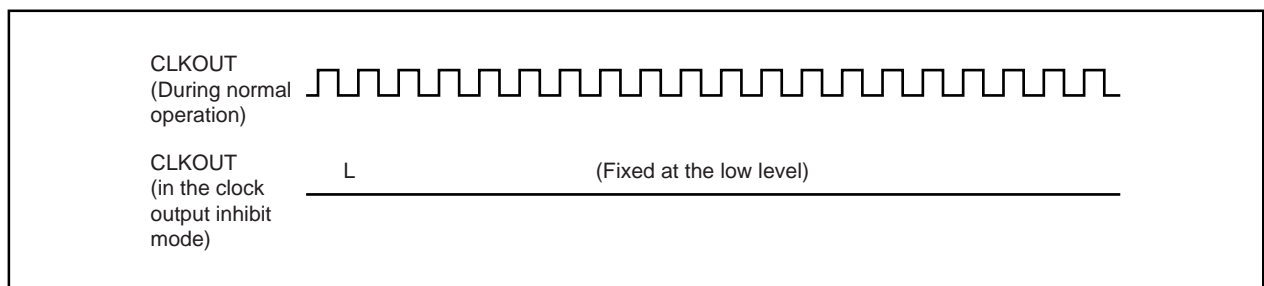 CLKOUT
(During normal
operation)
CLKOUT
(in the clock
output inhibit
mode)
L
(Fixed at the low level)